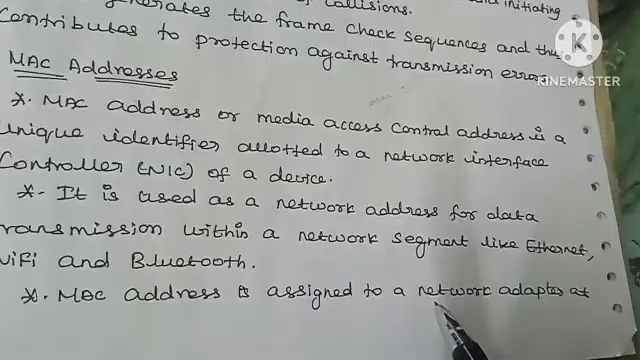 generates the frame check sequences and thus
initiating
collisions.
contributes to protection against transmission errors
MAC Addresses
*. MAC address or media access control address is a
unique identifier allotted to a network interface
controller (NIC) of a device.
*. It is used as a network address for data
transmission within a network segment like Ethernet,
WiFi and Bluetooth.
*. MAC address is assigned to a network adapter at
KINEMASTER